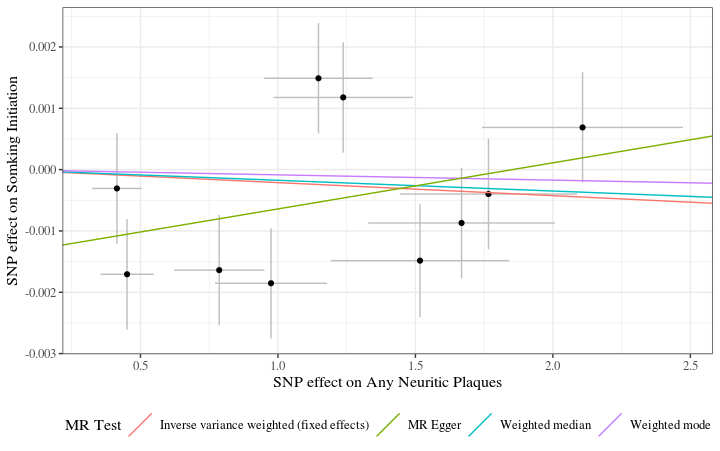 SNP effect on Somking Initiation
0.002
0.001
0.000
-0.001
-0.002
-0.003
0.5 1.0 1.5 2.0 2.5
SNP effect on Any Neuritic Plaques
MR Test Inverse variance weighted (fixed effects) MR Egger Weighted median Weighted mode